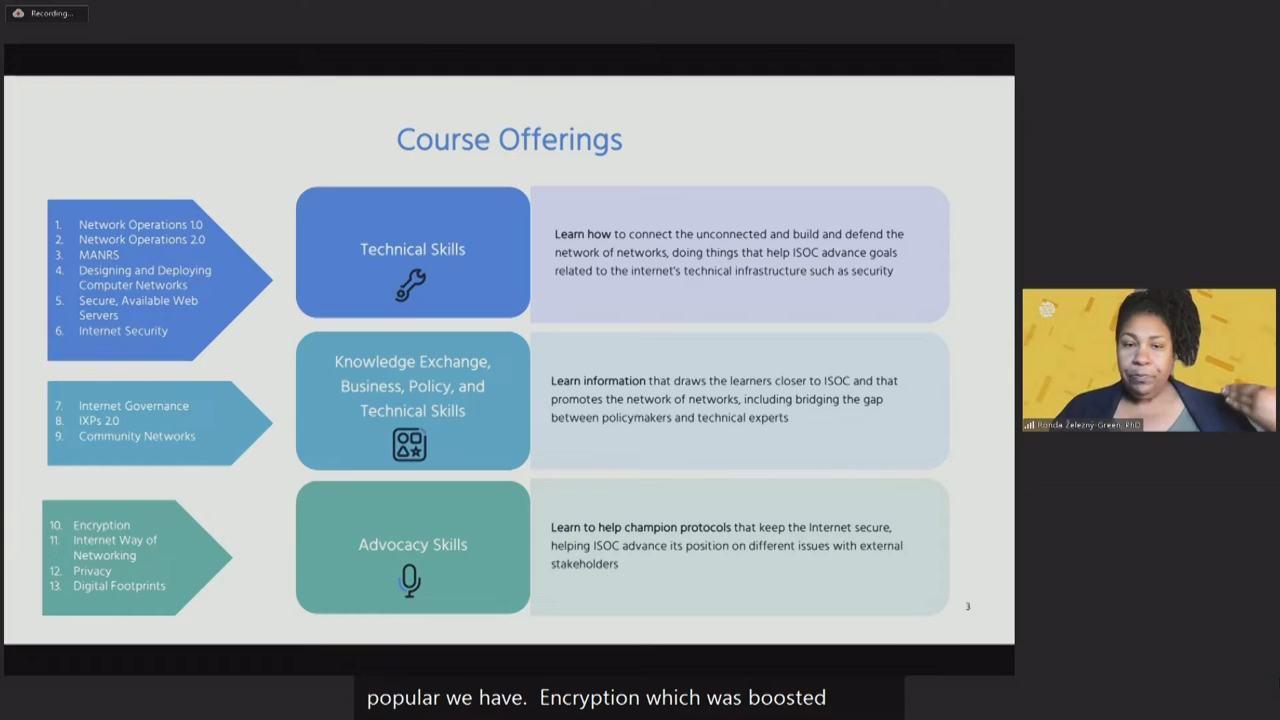 Recording...
Course Offerings
1. Network Operations 1.0
2. Network Operations 2.0
3. MANRS
4. Designing and Deploying
Computer Networks
5. Secure, Available Web
Servers
6. Internet Security
Technical Skills
Learn how to connect the unconnected and build and defend the
network of networks, doing things that help ISOC advance goals
related to the internet's technical infrastructure such as security
7. Internet Governance
8. IXPs 2.0
9. Community Networks
Knowledge Exchange,
Business, Policy, and
Technical Skills
Learn information that draws the learners closer to ISOC and that
promotes the network of networks, including bridging the gap
between policymakers and technical experts
10. Encryption
11. Internet Way of
Networking
12. Privacy
13. Digital Footprints
Advocacy Skills
Learn to help champion protocols that keep the Internet secure,
helping ISOC advance its position on different issues with external
stakeholders
3
Ronda Železný-Green, PhD
popular we have. Encryption which was boosted